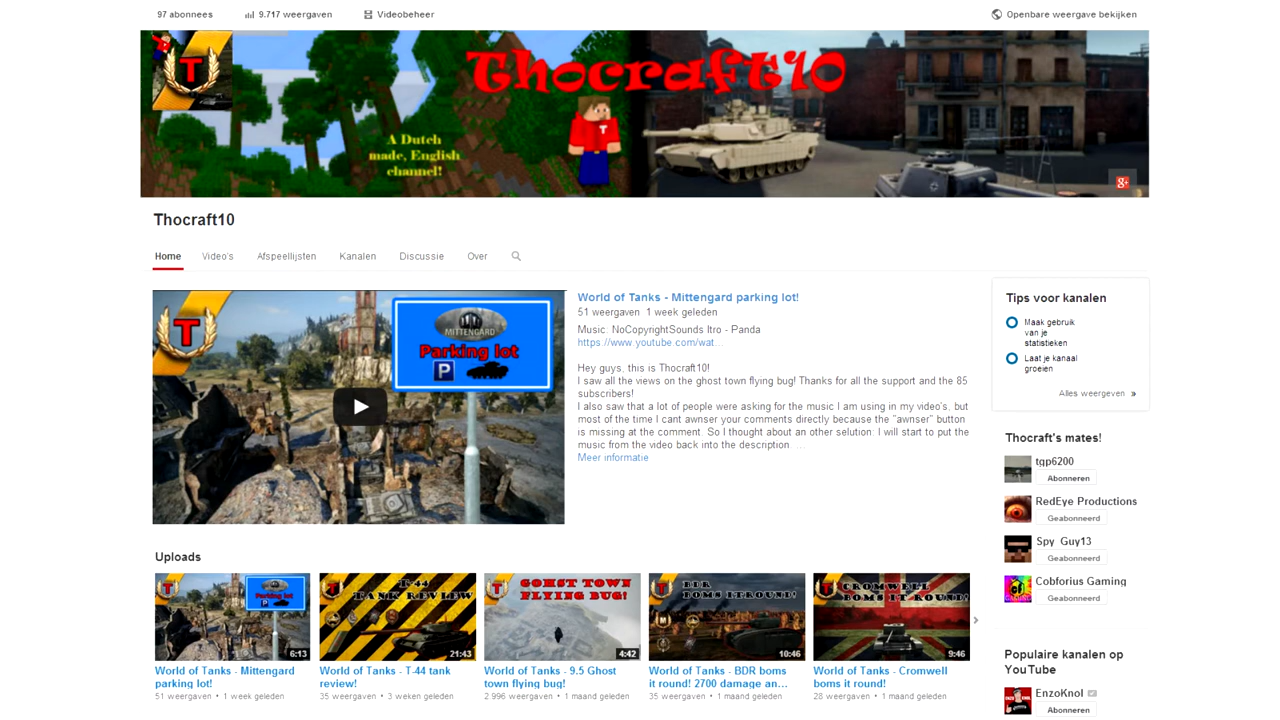 97 abonnees
9.717 weergaven
Videobeheer
Openbare weergave bekijken
T
Thocraft10
T
A Dutch
made, English
channel!
g+
Thocraft10
Home
Video's
Afspeellijsten
Kanalen
Discussie
Over
T
MITTENGARD
Parking lot
P
World of Tanks - Mittengard parking lot!
51 weergaven 1 week geleden
Music: NoCopyrightSounds Itro - Panda
https://www.youtube.com/wat...
Hey guys, this is Thocraft10!
I saw all the views on the ghost town flying bug! Thanks for all the support and the 85
subscribers!
I also saw that a lot of people were asking for the music I am using in my video's, but
most of the time I cant awnser your comments directly because the "awnser" button
is missing at the comment. So I thought about an other selution: I will start to put the
music from the video back into the description. ...
Meer informatie
Tips voor kanalen
Maak gebruik
van je
statistieken
Laat je kanaal
groeien
Alles weergeven »
Thocraft's mates!
tgp6200
Abonneren
RedEye Productions
Geabonneerd
Spy_Guy13
Geabonneerd
Cobforius Gaming
Geabonneerd
Populaire kanalen op
YouTube
EnzoKnol
Abonneren
Uploads
T
MITTENGARD
Parking lot
P
6:13
World of Tanks - Mittengard
parking lot!
51 weergaven • 1 week geleden
T-44
TANK REVIEW
21:43
World of Tanks - T-44 tank
review!
35 weergaven • 3 weken geleden
GOHST TOWN
FLYING BUG!
4:42
World of Tanks - 9.5 Ghost
town flying bug!
2.996 weergaven • 1 maand geleden
T
BDR
BOMS ITROUND!
M
10:46
World of Tanks - BDR boms
it round! 2700 damage an...
35 weergaven • 1 maand geleden
T
CROMWELL
BOMS IT ROUND!
9:46
World of Tanks - Cromwell
boms it round!
28 weergaven • 1 maand geleden